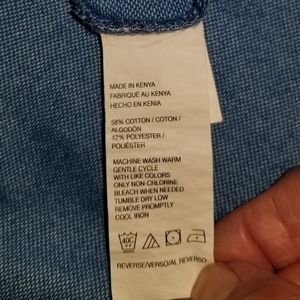 MADE IN KENYA
FABRIQUÉ AU KENYA
HECHO EN KENIA
58% COTTON / COTON /
ALGODÓN
42% POLYESTER /
POLIÉSTER
MACHINE WASH WARM
GENTLE CYCLE
WITH LIKE COLORS
ONLY NON-CHLORINE
BLEACH WHEN NEEDED
TUMBLE DRY LOW
REMOVE PROMPTLY
COOL IRON
40C
REVERSE/VERSO/AL REVERSO